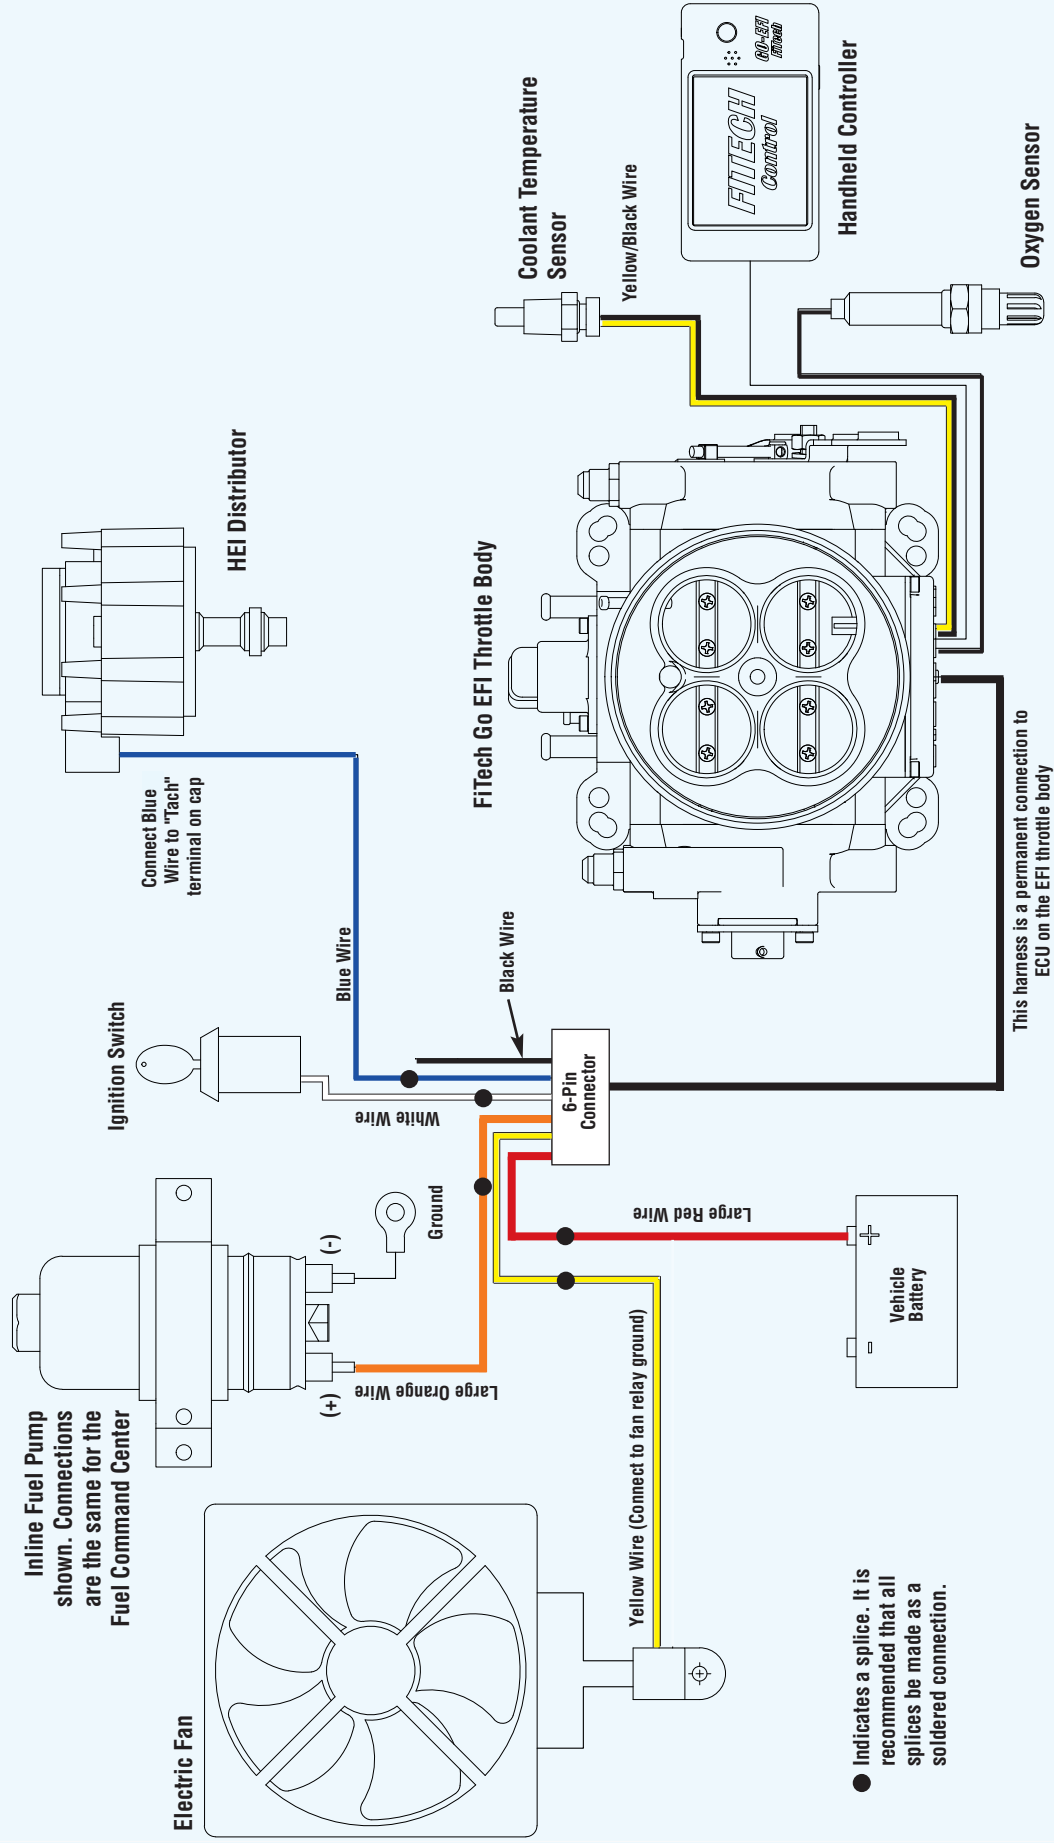 Inline Fuel Pump
shown. Connections
are the same for the
Fuel Command Center
(+)
(-)
Ground
Large Orange Wire
Ignition Switch
White Wire
HEI Distributor
Connect Blue
Wire to "Tach"
terminal on cap
Blue Wire
Black Wire
6-Pin
Connector
Coolant Temperature
Sensor
Yellow/Black Wire
FITECH
Control
GO-EFI
FiTech
Handheld Controller
Oxygen Sensor
FiTech Go EFI Throttle Body
This harness is a permanent connection to
ECU on the EFI throttle body
Electric Fan
Yellow Wire (Connect to fan relay ground)
Large Red Wire
Vehicle
Battery
+
-
Indicates a splice. It is
recommended that all
splices be made as a
soldered connection.